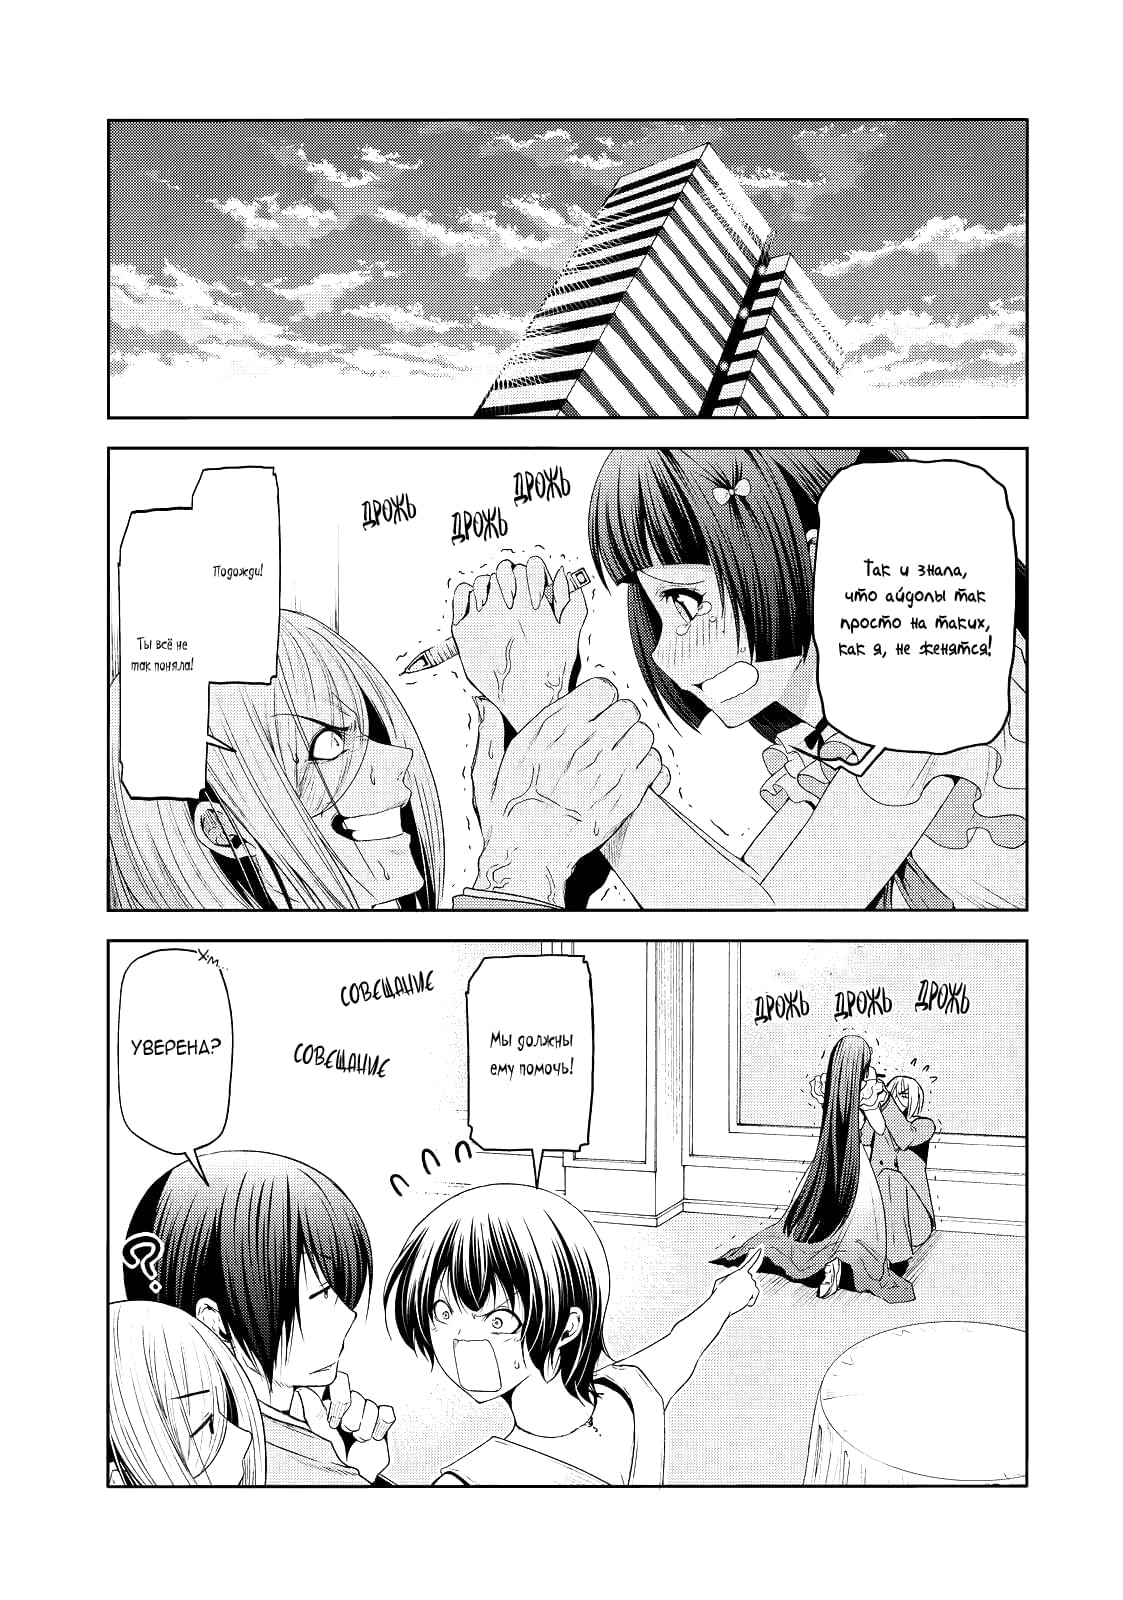 Так и знала,
что айдолы так
просто на таких,
как я, не женятся!
ДРОЖЬ
ДРОЖЬ
ДРОЖЬ
Подожди!
Ты всё не
так поняла!
ДРОЖЬ
ДРОЖЬ
ДРОЖЬ
Мы должны
ему помочь!
СОВЕЩАНИЕ
СОВЕЩАНИЕ
Х-м...
УВЕРЕНА?
?